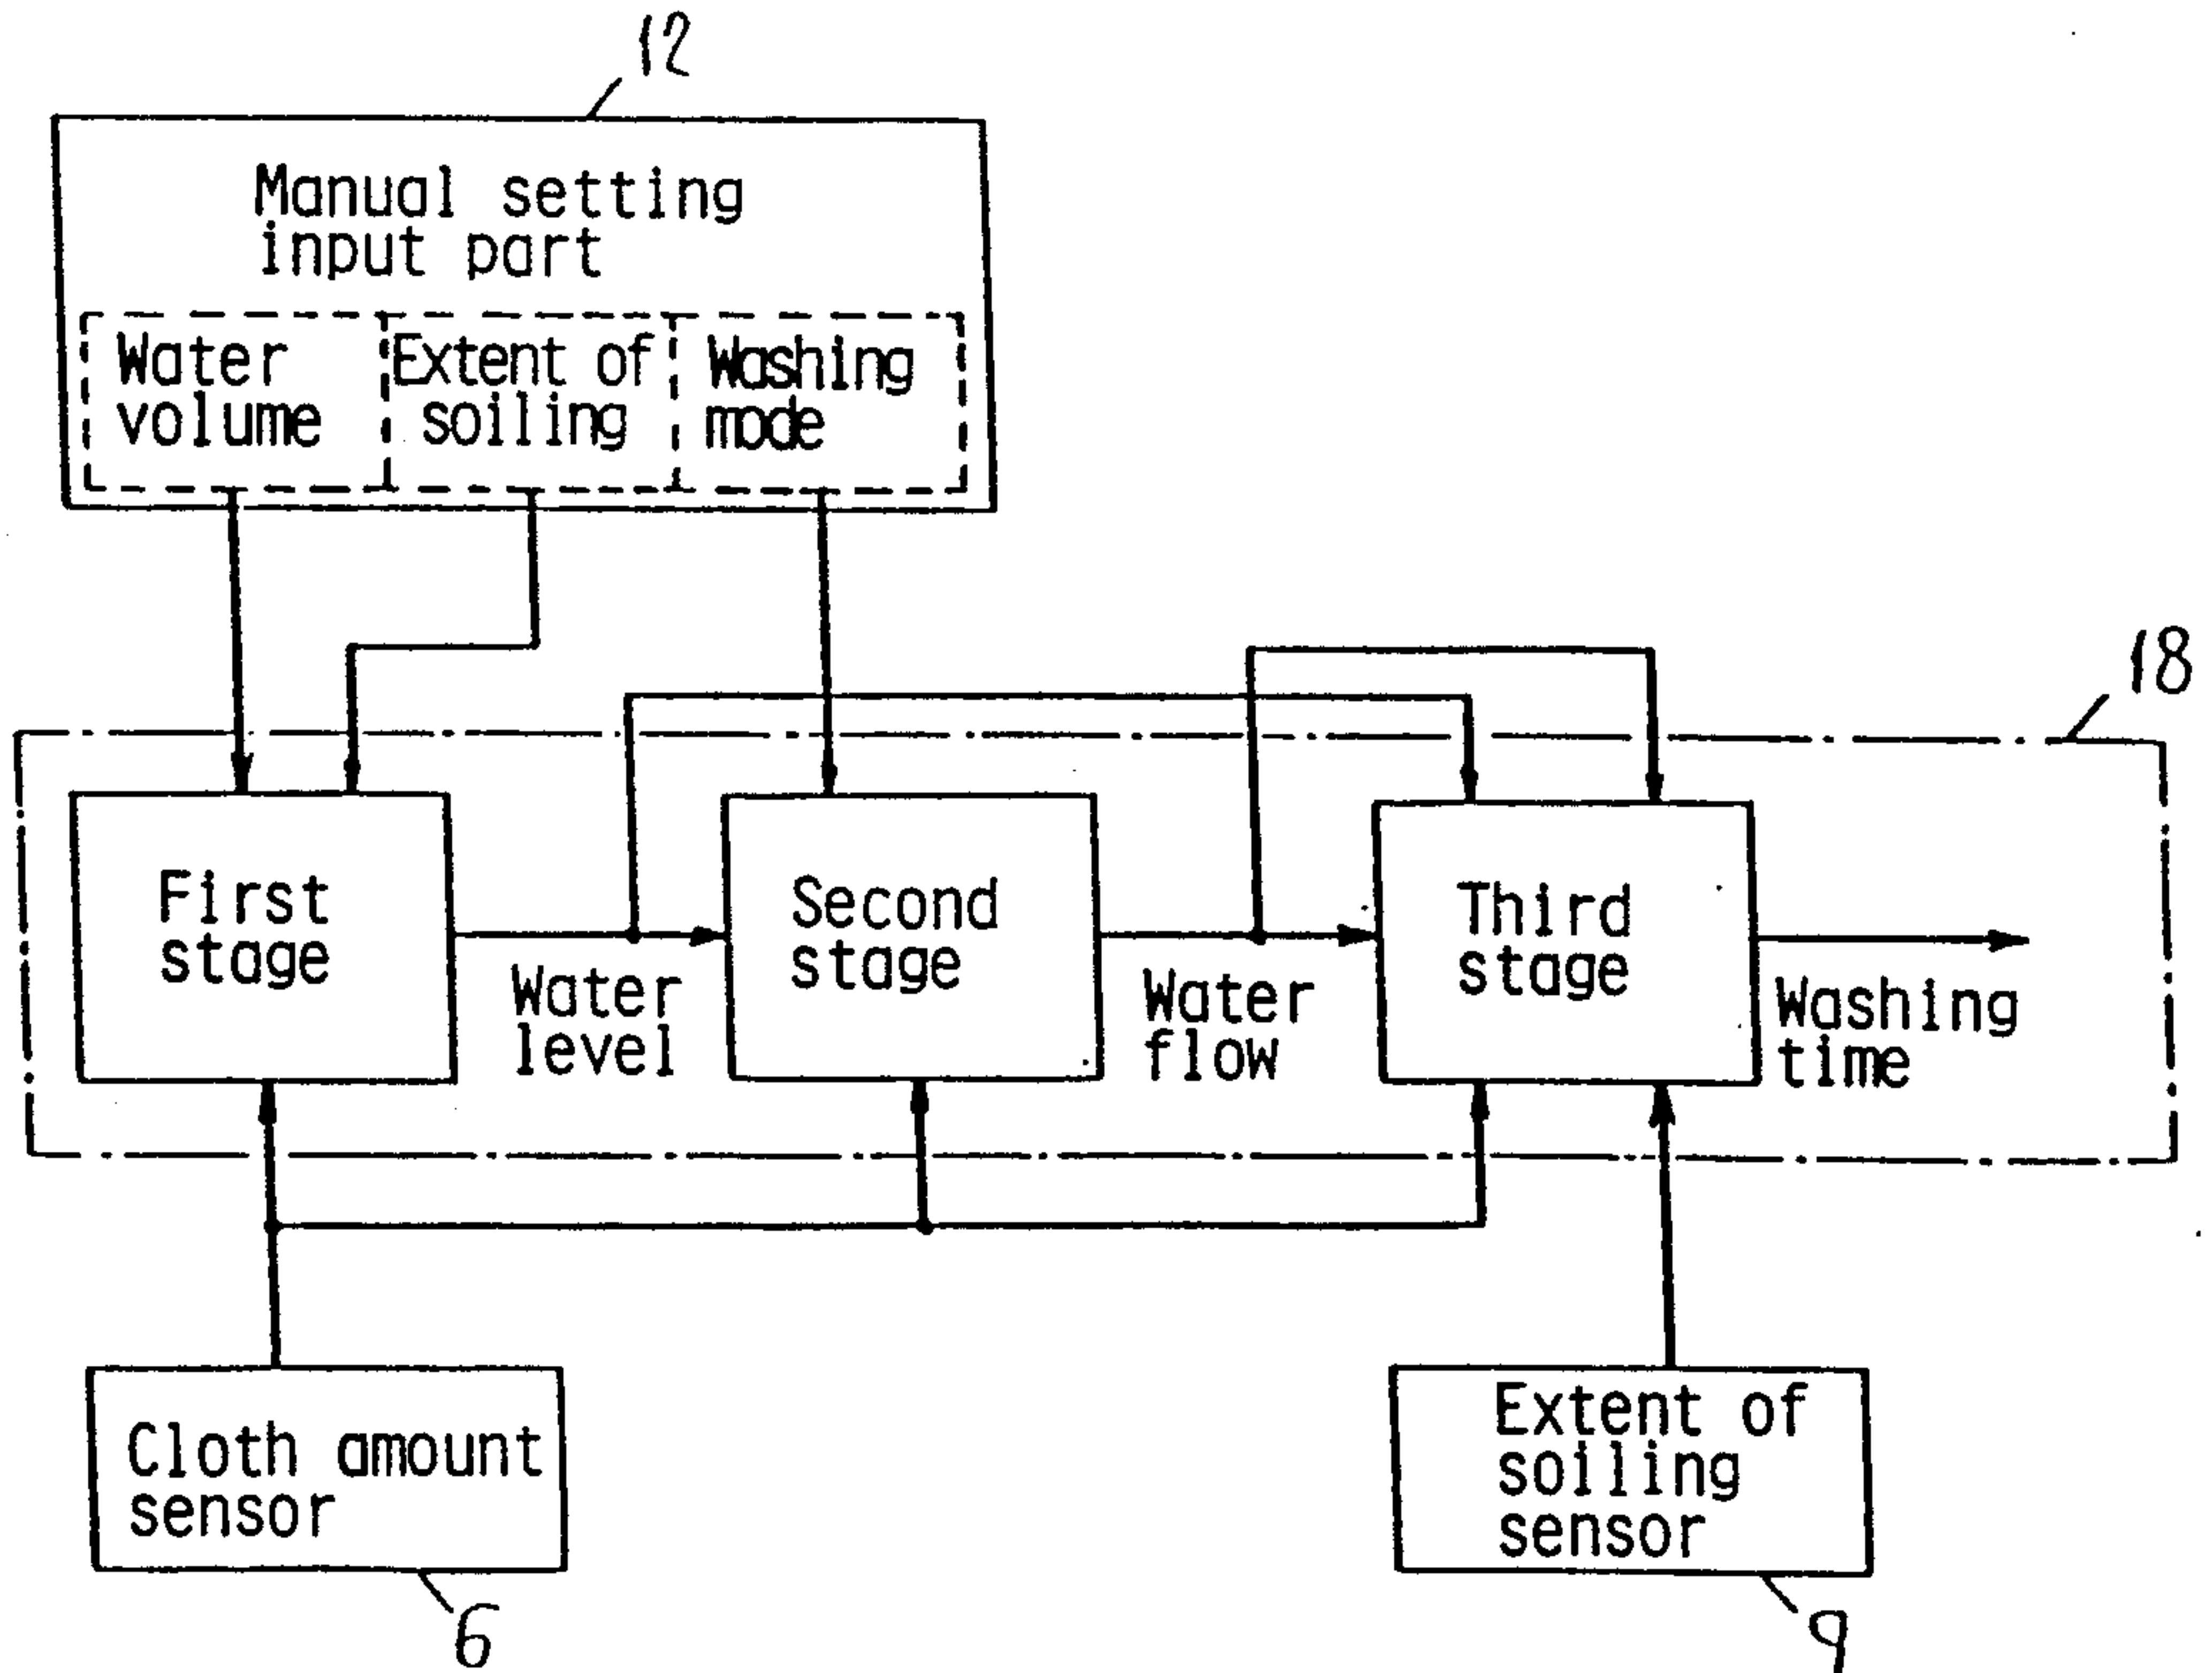 12
Manual setting
input part
Water
volume
Extent of
soiling
Washing
mode
18
First
stage
Water
level
Second
stage
Water
flow
Third
stage
Washing
time
Cloth amount
sensor
6
Extent of
soiling
sensor
9